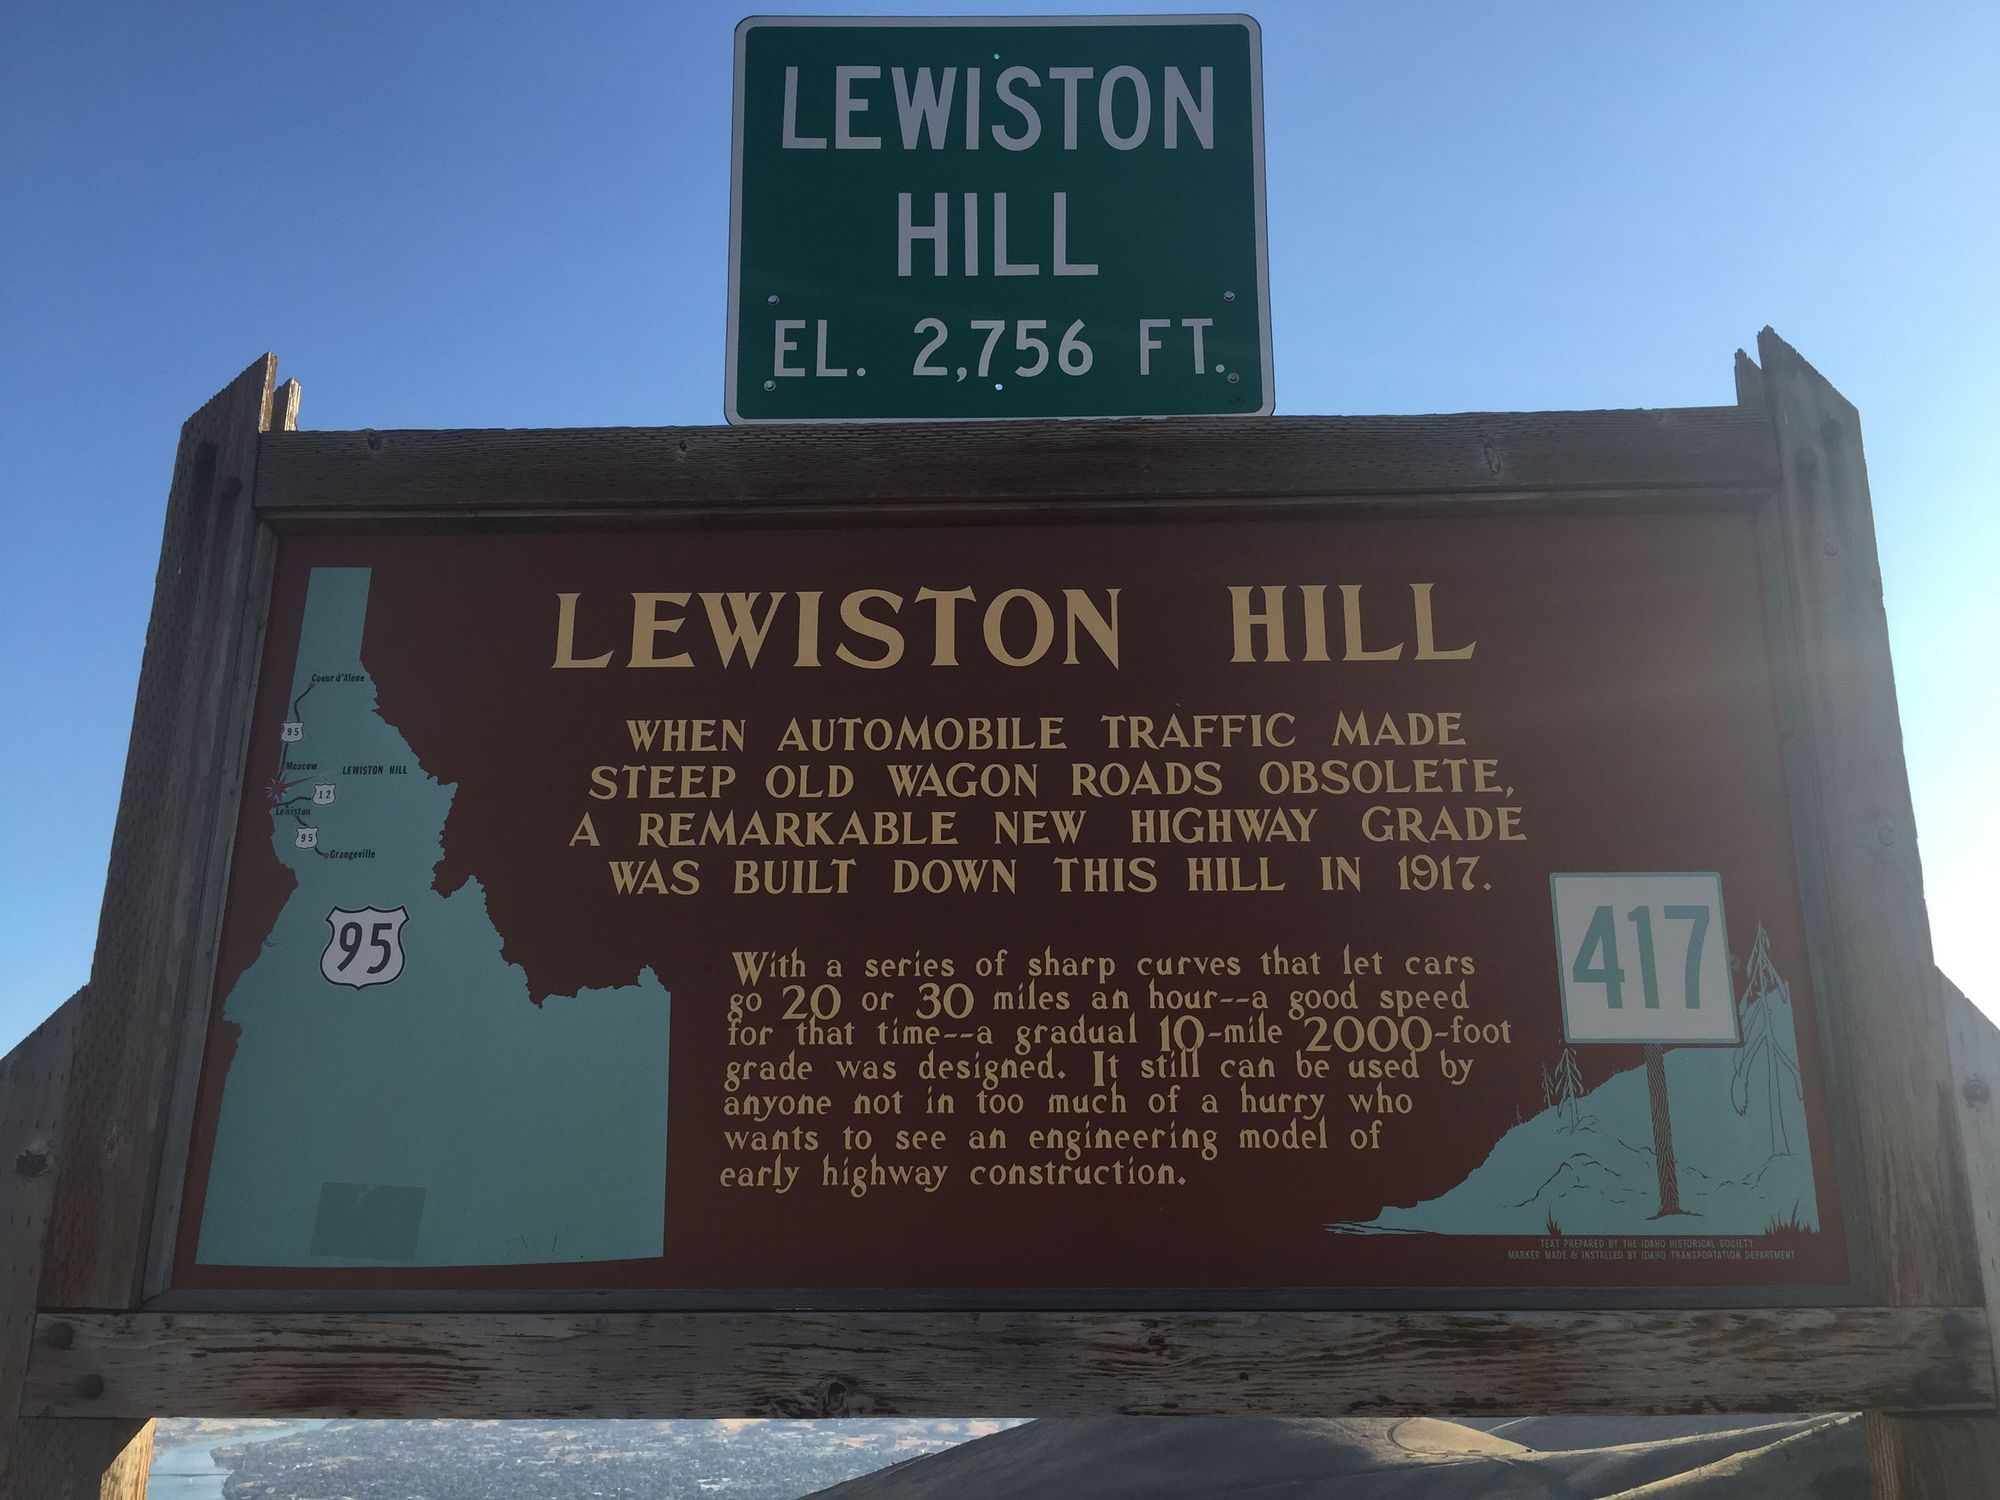 LEWISTON
HILL
EL. 2,756 FT.
LEWISTON HILL
WHEN AUTOMOBILE TRAFFIC MADE
STEEP OLD WAGON ROADS OBSOLETE,
A REMARKABLE NEW HIGHWAY GRADE
WAS BUILT DOWN THIS HILL IN 1917.
With a series of sharp curves that let cars
go 20 or 30 miles an hour--a good speed
for that time--a gradual 10-mile 2000-foot
grade was designed. It still can be used by
anyone not in too much of a hurry who
wants to see an engineering model of
early highway construction.
Coeur d'Alene
95
Moscow
LEWISTON HILL
12
Lewiston
95
Grangeville
95
417
TEXT PREPARED BY THE IDAHO HISTORICAL SOCIETY
MARKER MADE & INSTALLED BY IDAHO TRANSPORTATION DEPARTMENT